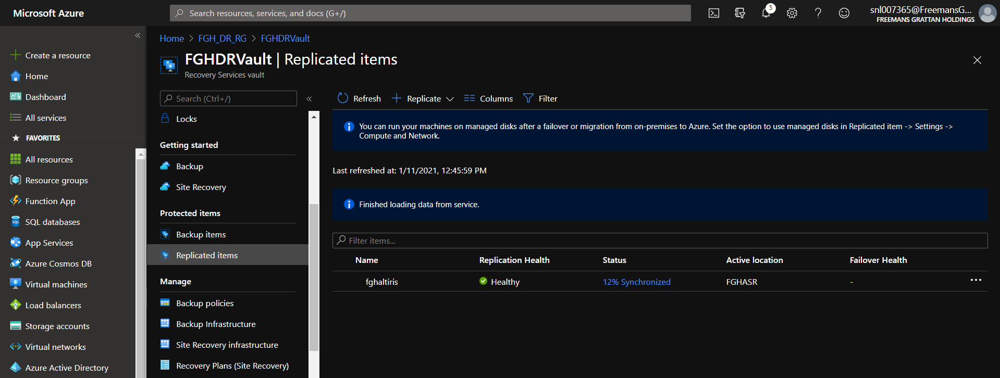 Microsoft Azure
Search resources, services, and docs (G+/)
5
snl007365@FreemansG...
FREEMANS GRATTAN HOLDINGS
Create a resource
Home
Dashboard
All services
FAVORITES
All resources
Resource groups
Function App
SQL databases
App Services
Azure Cosmos DB
Virtual machines
Load balancers
Storage accounts
Virtual networks
Azure Active Directory
Home > FGH_DR_RG > FGHDRVault
FGHDRVault | Replicated items
Recovery Services vault
Search (Ctrl+/)
Locks
Getting started
Backup
Site Recovery
Protected items
Backup items
Replicated items
Manage
Backup policies
Backup Infrastructure
Site Recovery infrastructure
Recovery Plans (Site Recovery)
Refresh Replicate Columns Filter
You can run your machines on managed disks after a failover or migration from on-premises to Azure. Set the option to use managed disks in Replicated item -> Settings ->
Compute and Network.
Last refreshed at: 1/11/2021, 12:45:59 PM
Finished loading data from service.
Filter items...
Name Replication Health Status Active location Failover Health
fghaltiris Healthy 12% Synchronized FGHASR -